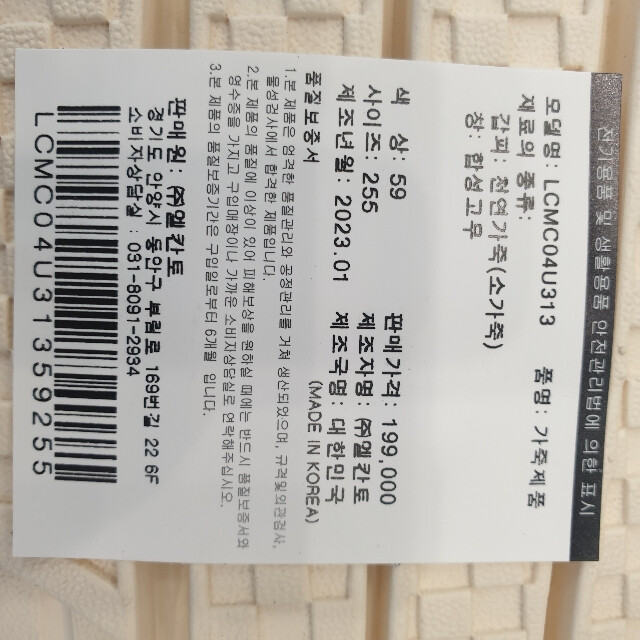 전기용품 및 생활용품 안전관리법에 의한 표시
모델명: LCMC04U313 품명: 가죽제품
재료의 종류:
갑피: 천연가죽(소가죽)
창: 합성고무
색 상: 59 판매가격: 199,000
사이즈: 255 제조자명: ㈜엘칸토
제조년월: 2023.01 제조국명: 대한민국
(MADE IN KOREA)
품질보증서
1.본 제품은 엄격한 품질관리와 공정관리를 거쳐 생산되었으며, 규격및외관검사,
물성검사에서 합격한 제품입니다.
2.본 제품의 품질에 이상이 있어 피해보상을 원하실 때에는 반드시 품질보증서와
영수증을 가지고 구입매장이나 가까운 소비자상담실로 연락해주십시오.
3.본 제품의 품질보증기간은 구입일로부터 6개월 입니다.
판매원: ㈜엘칸토
경기도 안양시 동안구 부림로 169번길 22 6F
소비자상담실 : 031-8091-2994
LCMC04U31359255